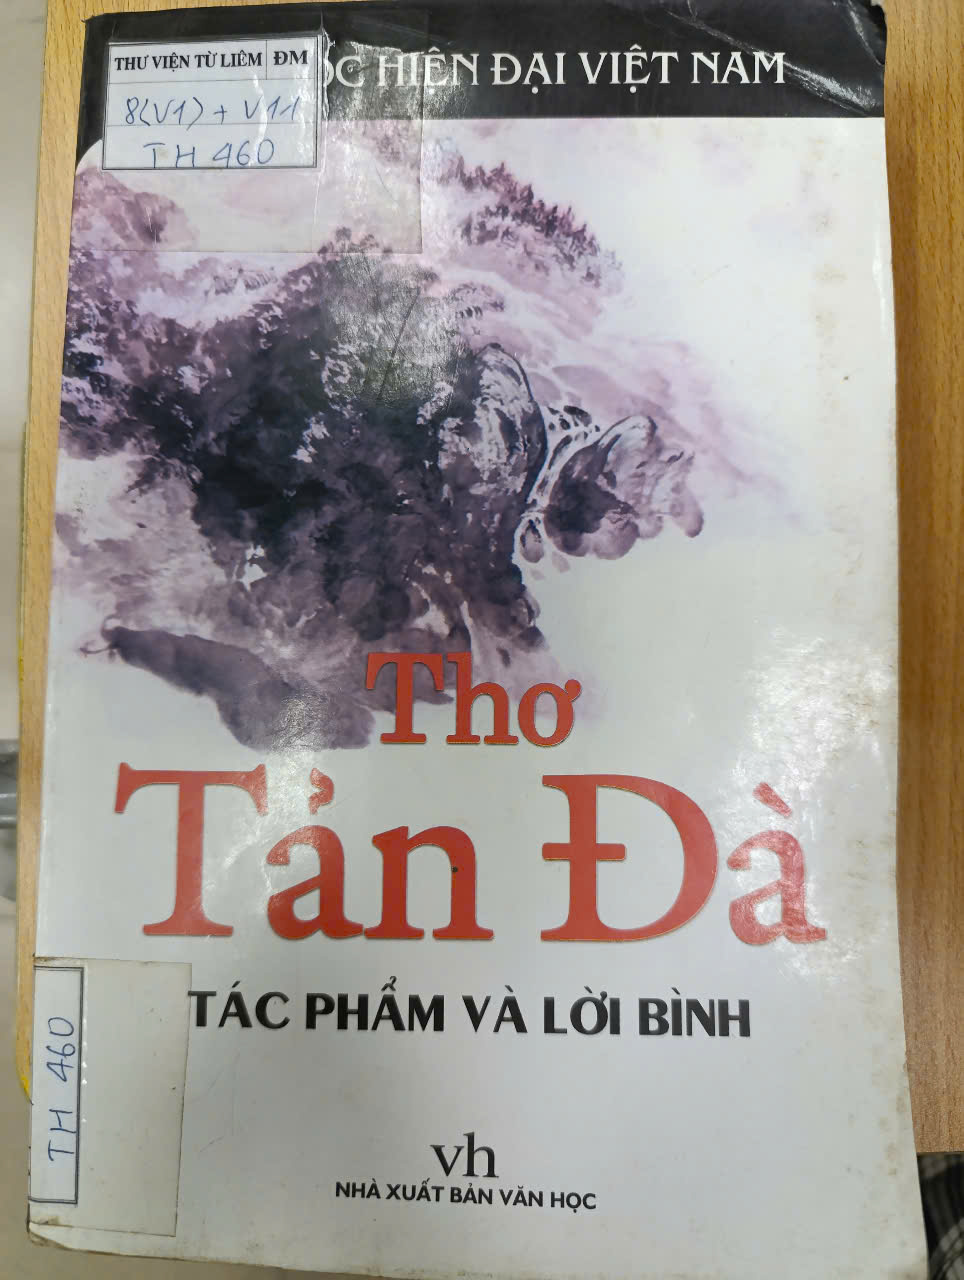 THƯ VIỆN TỪ LIÊM ĐM
8(V1) + V11
TH 460
HIỆN ĐẠI VIỆT NAM
Thơ
Tản Đà
TÁC PHẨM VÀ LỜI BÌNH
TH 460
vh
NHÀ XUẤT BẢN VĂN HỌC